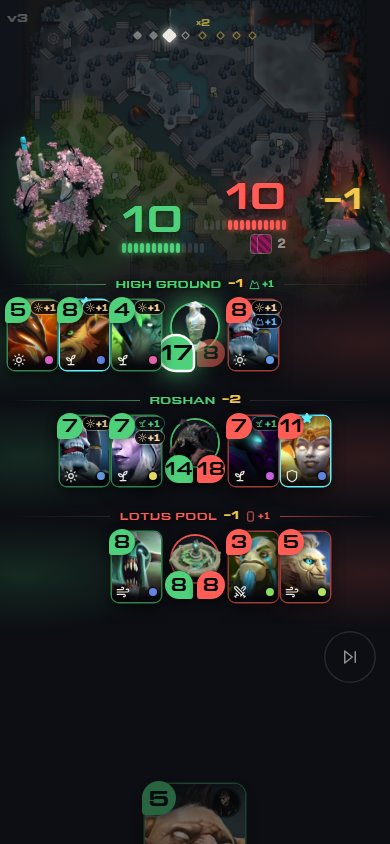 v3
x2
10
10
2
-1
HIGH GROUND -1 +1
5 +1 8 +1 4 +1 17 8 8 +1 +1
ROSHAN -2
7 +1 7 +1 +1 14 18 7 +1 11
LOTUS POOL -1 +1
8 8 8 3 5
5